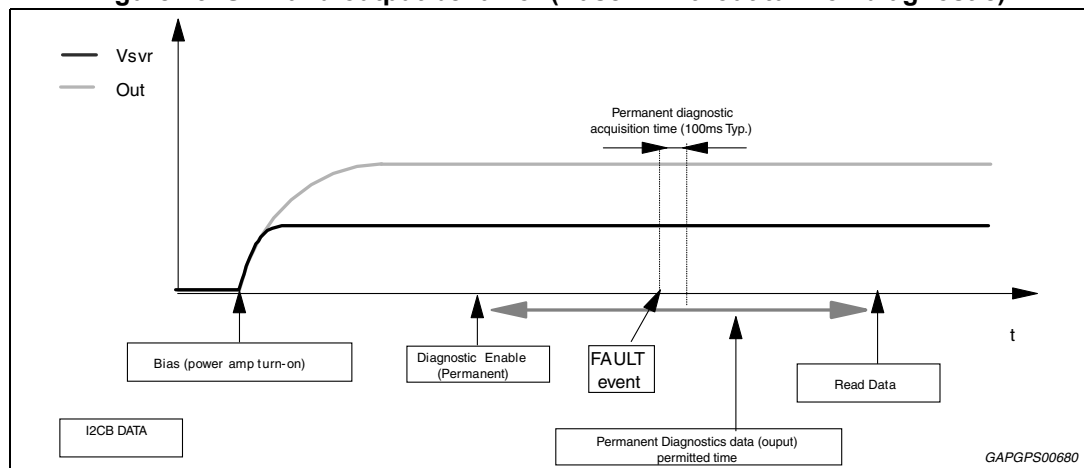 Vsvr
Out
Permanent diagnostic
acquisition time (100ms Typ.)
t
Bias (power amp turn-on)
Diagnostic Enable
(Permanent)
FAULT
event
Read Data
I2CB DATA
Permanent Diagnostics data (ouput)
permitted time
GAPGPS00680